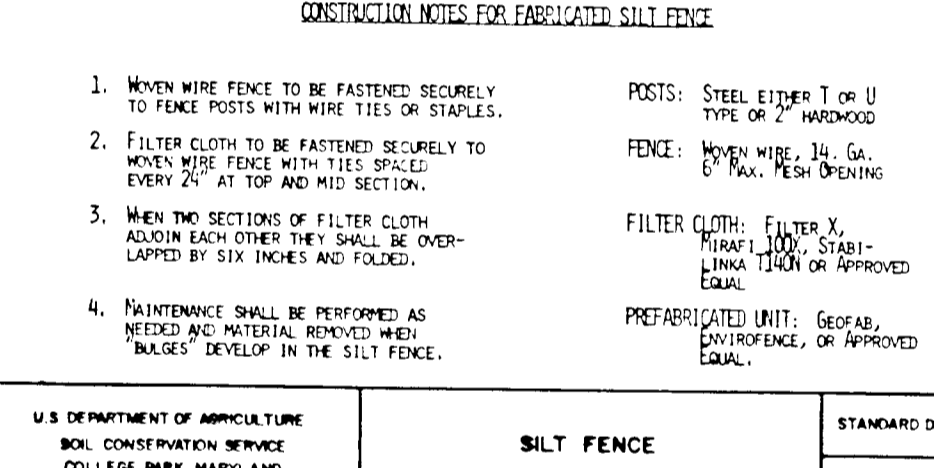 CONSTRUCTION NOTES FOR FABRICATED SILT FENCE
1. WOVEN WIRE FENCE TO BE FASTENED SECURELY
TO FENCE POSTS WITH WIRE TIES OR STAPLES.
2. FILTER CLOTH TO BE FASTENED SECURELY TO
WOVEN WIRE FENCE WITH TIES SPACED
EVERY 24" AT TOP AND MID SECTION.
3. WHEN TWO SECTIONS OF FILTER CLOTH
ADJOIN EACH OTHER THEY SHALL BE OVER-
LAPPED BY SIX INCHES AND FOLDED.
4. MAINTENANCE SHALL BE PERFORMED AS
NEEDED AND MATERIAL REMOVED WHEN
"BULGES" DEVELOP IN THE SILT FENCE.
POSTS: STEEL EITHER T OR U
TYPE OR 2" HARDWOOD
FENCE: WOVEN WIRE, 14. GA.
6" MAX. MESH OPENING
FILTER CLOTH: FILTER X,
MIRAFI 100X, STABI-
LINKA T140N OR APPROVED
EQUAL
PREFABRICATED UNIT: GEOFAB,
ENVIROFENCE, OR APPROVED
EQUAL.
U.S DEPARTMENT OF AGRICULTURE
SOIL CONSERVATION SERVICE
COLLEGE PARK, MARYLAND
SILT FENCE
STANDARD D